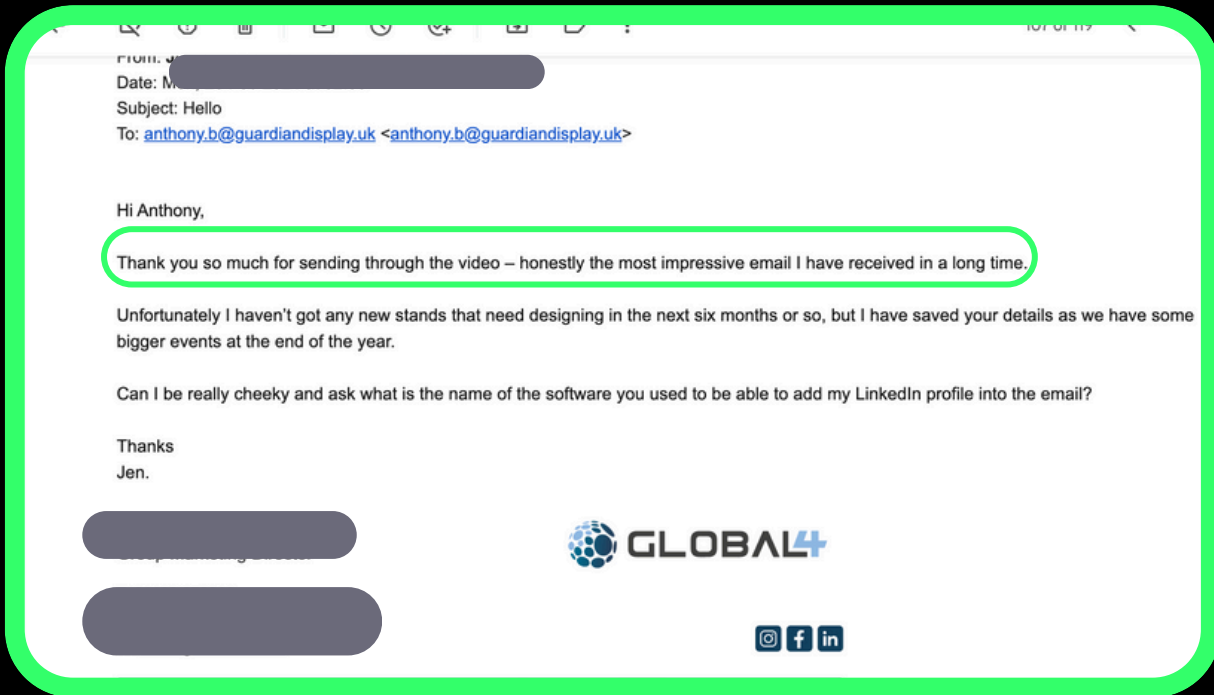 107 of 119
From:
Date:
Subject: Hello
To: anthony.b@guardiandisplay.uk <anthony.b@guardiandisplay.uk>
Hi Anthony,
Thank you so much for sending through the video – honestly the most impressive email I have received in a long time.
Unfortunately I haven't got any new stands that need designing in the next six months or so, but I have saved your details as we have some
bigger events at the end of the year.
Can I be really cheeky and ask what is the name of the software you used to be able to add my LinkedIn profile into the email?
Thanks
Jen.
GLOBAL4
in